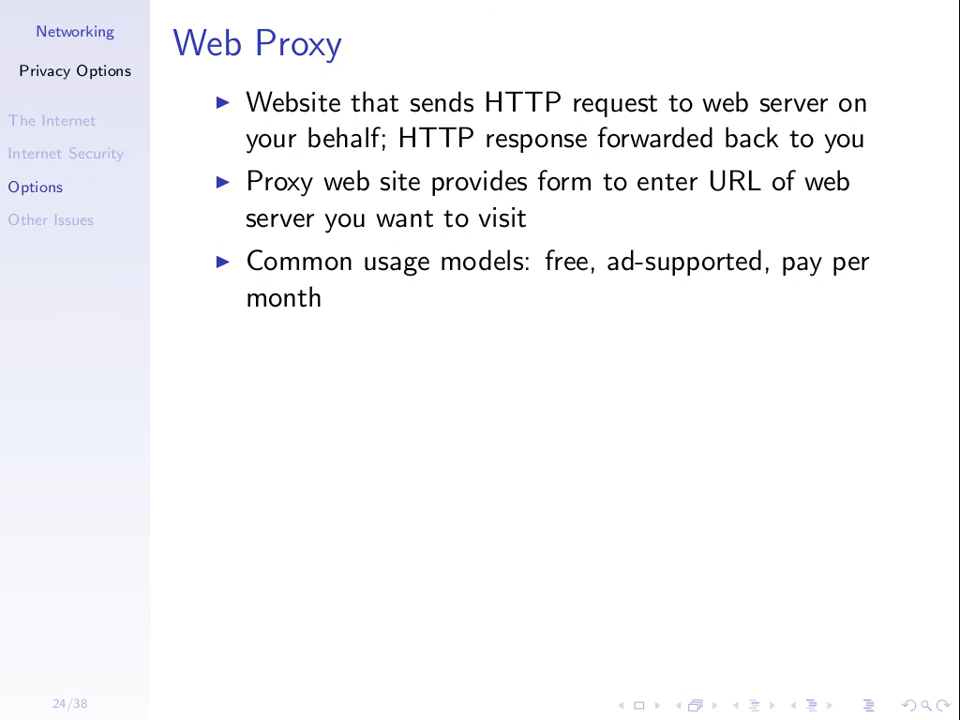 Networking
Privacy Options
The Internet
Internet Security
Options
Other Issues
24/38
Web Proxy
Website that sends HTTP request to web server on
your behalf; HTTP response forwarded back to you
Proxy web site provides form to enter URL of web
server you want to visit
Common usage models: free, ad-supported, pay per
month